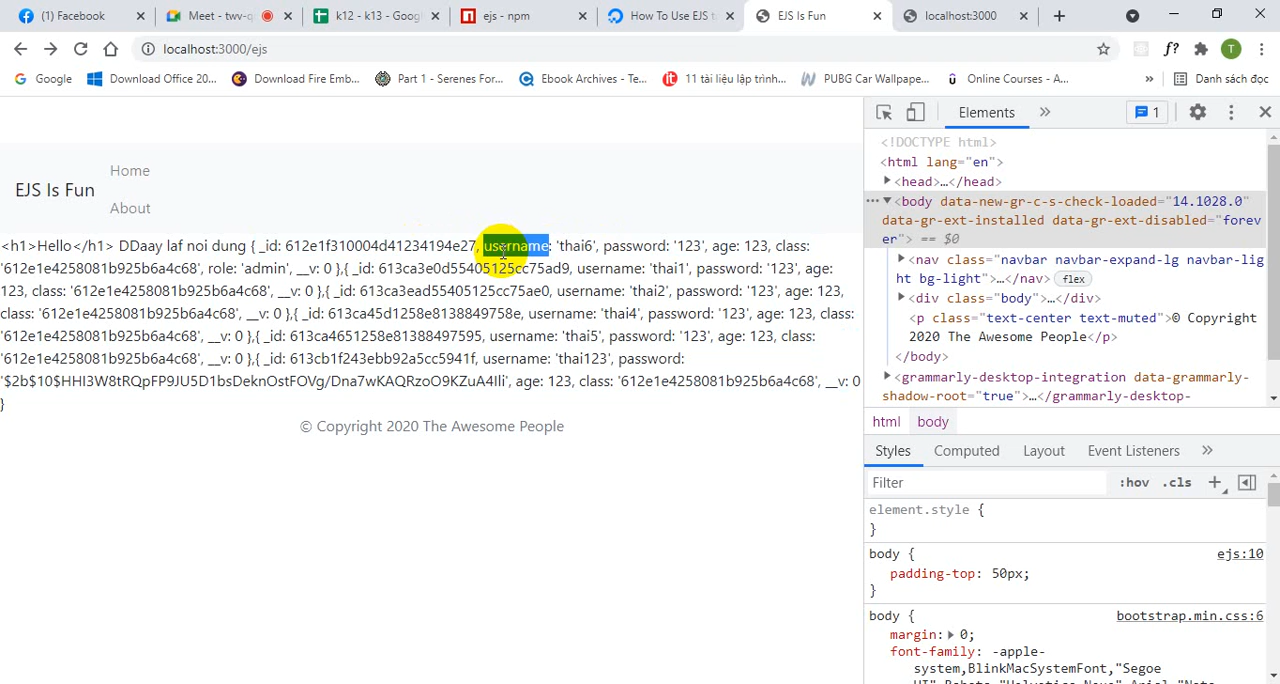 (1) Facebook
Meet - twv-q
k12 - k13 - Goog
ejs - npm
How To Use EJS t
EJS Is Fun
localhost:3000
localhost:3000/ejs
f?
T
Google
Download Office 20...
Download Fire Emb...
Part 1 - Serenes For...
Ebook Archives - Te...
11 tài liệu lập trình...
PUBG Car Wallpape...
Online Courses - A...
»
Danh sách đọc
EJS Is Fun
Home
About
<h1>Hello</h1> DDaay laf noi dung { _id: 612e1f310004d41234194e27, username: 'thai6', password: '123', age: 123, class:
'612e1e4258081b925b6a4c68', role: 'admin', __v: 0 },{ _id: 613ca3e0d55405125cc75ad9, username: 'thai1', password: '123', age:
123, class: '612e1e4258081b925b6a4c68', __v: 0 },{ _id: 613ca3ead55405125cc75ae0, username: 'thai2', password: '123', age: 123,
class: '612e1e4258081b925b6a4c68', __v: 0 },{ _id: 613ca45d1258e8138849758e, username: 'thai4', password: '123', age: 123, class:
'612e1e4258081b925b6a4c68', __v: 0 },{ _id: 613ca4651258e81388497595, username: 'thai5', password: '123', age: 123, class:
'612e1e4258081b925b6a4c68', __v: 0 },{ _id: 613cb1f243ebb92a5cc5941f, username: 'thai123', password:
'$2b$10$HHI3W8tRQpFP9JU5D1bsDeknOstFOVg/Dna7wKAQRzoO9KZuA4Ili', age: 123, class: '612e1e4258081b925b6a4c68', __v: 0
}
© Copyright 2020 The Awesome People
Elements
»
1
<!DOCTYPE html>
<html lang="en">
<head>…</head>
<body data-new-gr-c-s-check-loaded="14.1028.0"
data-gr-ext-installed data-gr-ext-disabled="forev
er"> == $0
<nav class="navbar navbar-expand-lg navbar-lig
ht bg-light">…</nav> flex
<div class="body">…</div>
<p class="text-center text-muted">© Copyright
2020 The Awesome People</p>
</body>
<grammarly-desktop-integration data-grammarly-
shadow-root="true">…</grammarly-desktop-
html
body
Styles
Computed
Layout
Event Listeners
»
Filter
:hov
.cls
+
element.style {
}
body {
ejs:10
padding-top: 50px;
}
body {
bootstrap.min.css:6
margin: 0;
font-family: -apple-
system,BlinkMacSystemFont,"Segoe